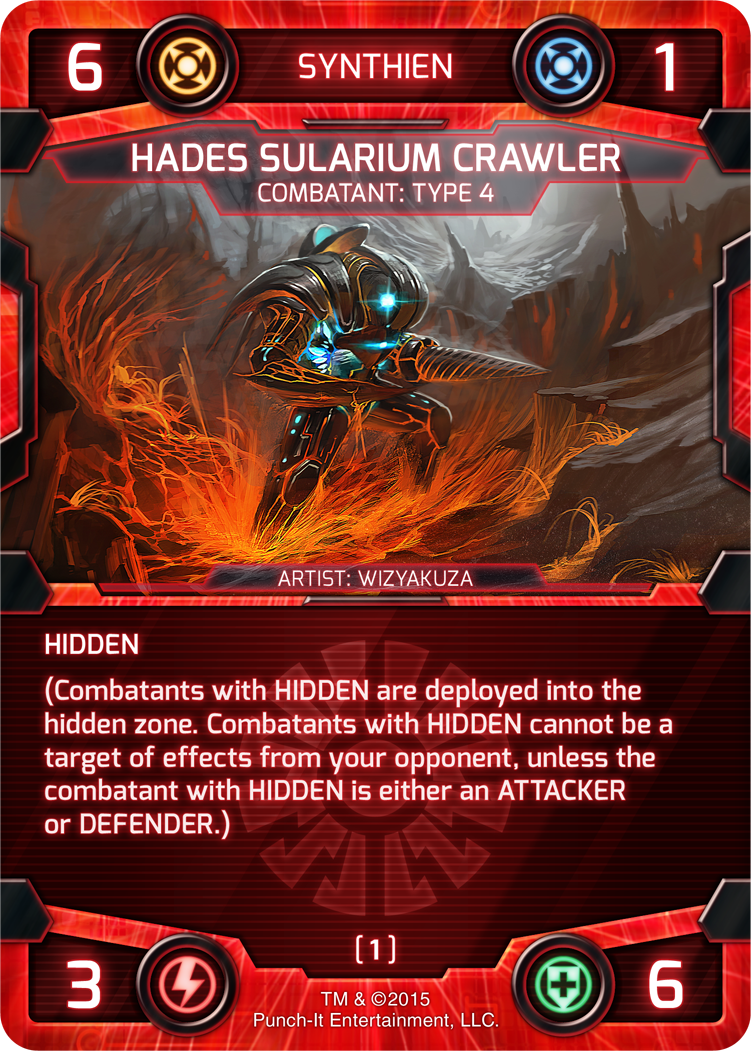 6 SYNTHIEN 1
HADES SULARIUM CRAWLER
COMBATANT: TYPE 4
ARTIST: WIZYAKUZA
HIDDEN
(Combatants with HIDDEN are deployed into the
hidden zone. Combatants with HIDDEN cannot be a
target of effects from your opponent, unless the
combatant with HIDDEN is either an ATTACKER
or DEFENDER.)
[1]
3 6
TM & ©2015
Punch-It Entertainment, LLC.